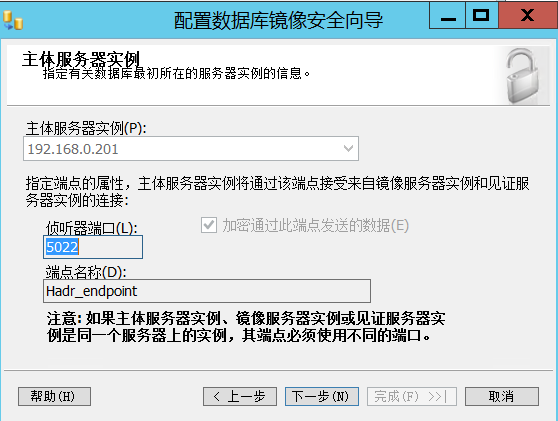 配置数据库镜像安全向导
主体服务器实例
指定有关数据库最初所在的服务器实例的信息。
主体服务器实例(P):
192.168.0.201
指定端点的属性，主体服务器实例将通过该端点接受来自镜像服务器实例和见证服务
器实例的连接:
侦听器端口(L):
加密通过此端点发送的数据(E)
5022
端点名称(D):
Hadr_endpoint
注意: 如果主体服务器实例、镜像服务器实例或见证服务器实
例是同一个服务器上的实例，其端点必须使用不同的端口。
帮助(H)
< 上一步
下一步(N)
完成(F) >>|
取消